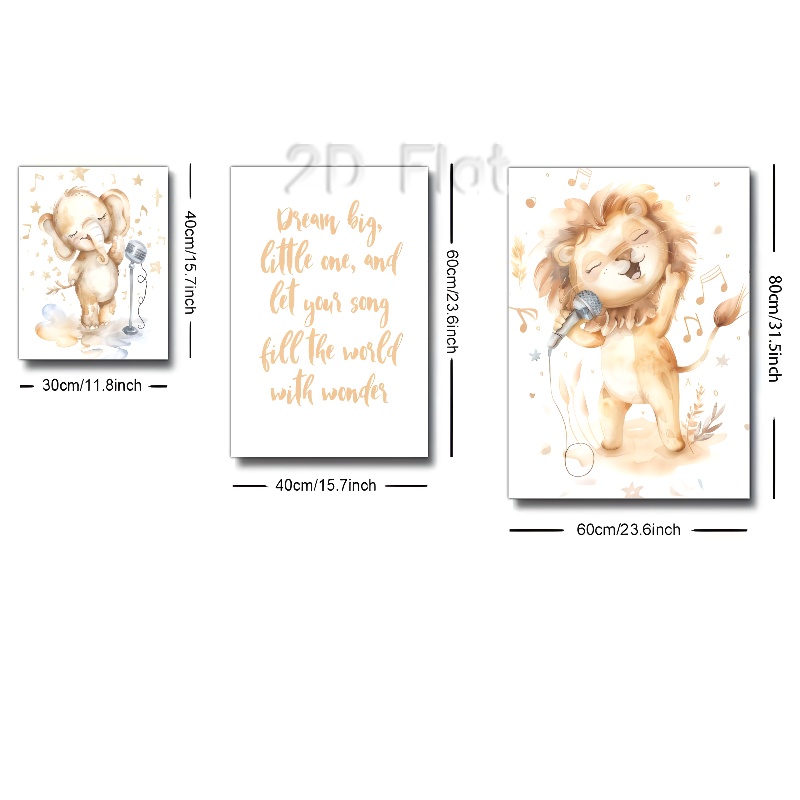 2D Flat
Dream big,
little one, and
let your song
fill the world
with wonder
40cm/15.7inch
30cm/11.8inch
60cm/23.6inch
40cm/15.7inch
80cm/31.5inch
60cm/23.6inch